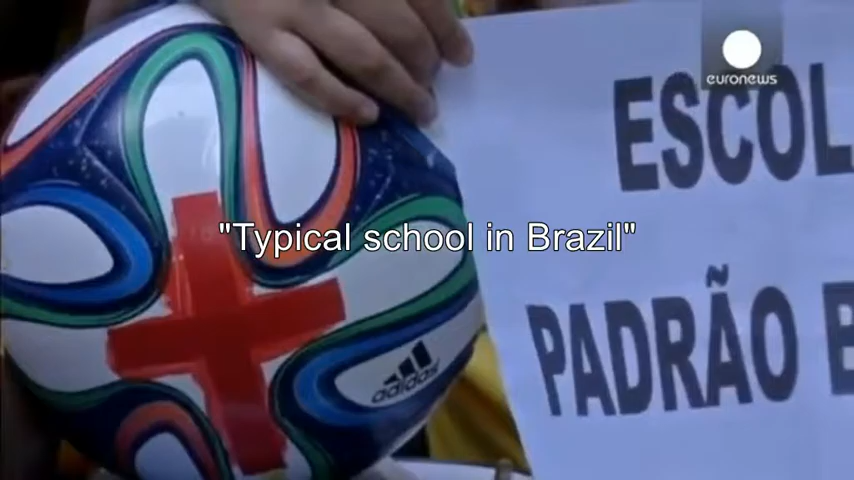 euronews
ESCOL
"Typical school in Brazil"
PADRÃO B
adidas